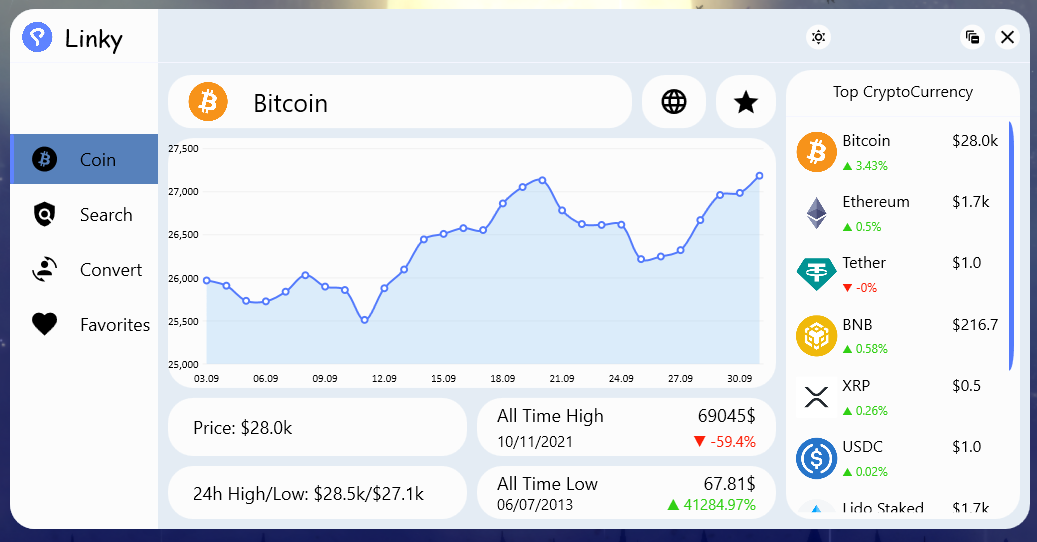 Linky
Coin
Search
Convert
Favorites
Bitcoin
27,500
27,000
26,500
26,000
25,500
25,000
03.09 06.09 09.09 12.09 15.09 18.09 21.09 24.09 27.09 30.09
Price: $28.0k
24h High/Low: $28.5k/$27.1k
All Time High 69045$
10/11/2021 ▼ -59.4%
All Time Low 67.81$
06/07/2013 ▲ 41284.97%
Top CryptoCurrency
Bitcoin $28.0k
▲ 3.43%
Ethereum $1.7k
▲ 0.5%
Tether $1.0
▼ -0%
BNB $216.7
▲ 0.58%
XRP $0.5
▲ 0.26%
USDC $1.0
▲ 0.02%
Lido Staked $1.7k